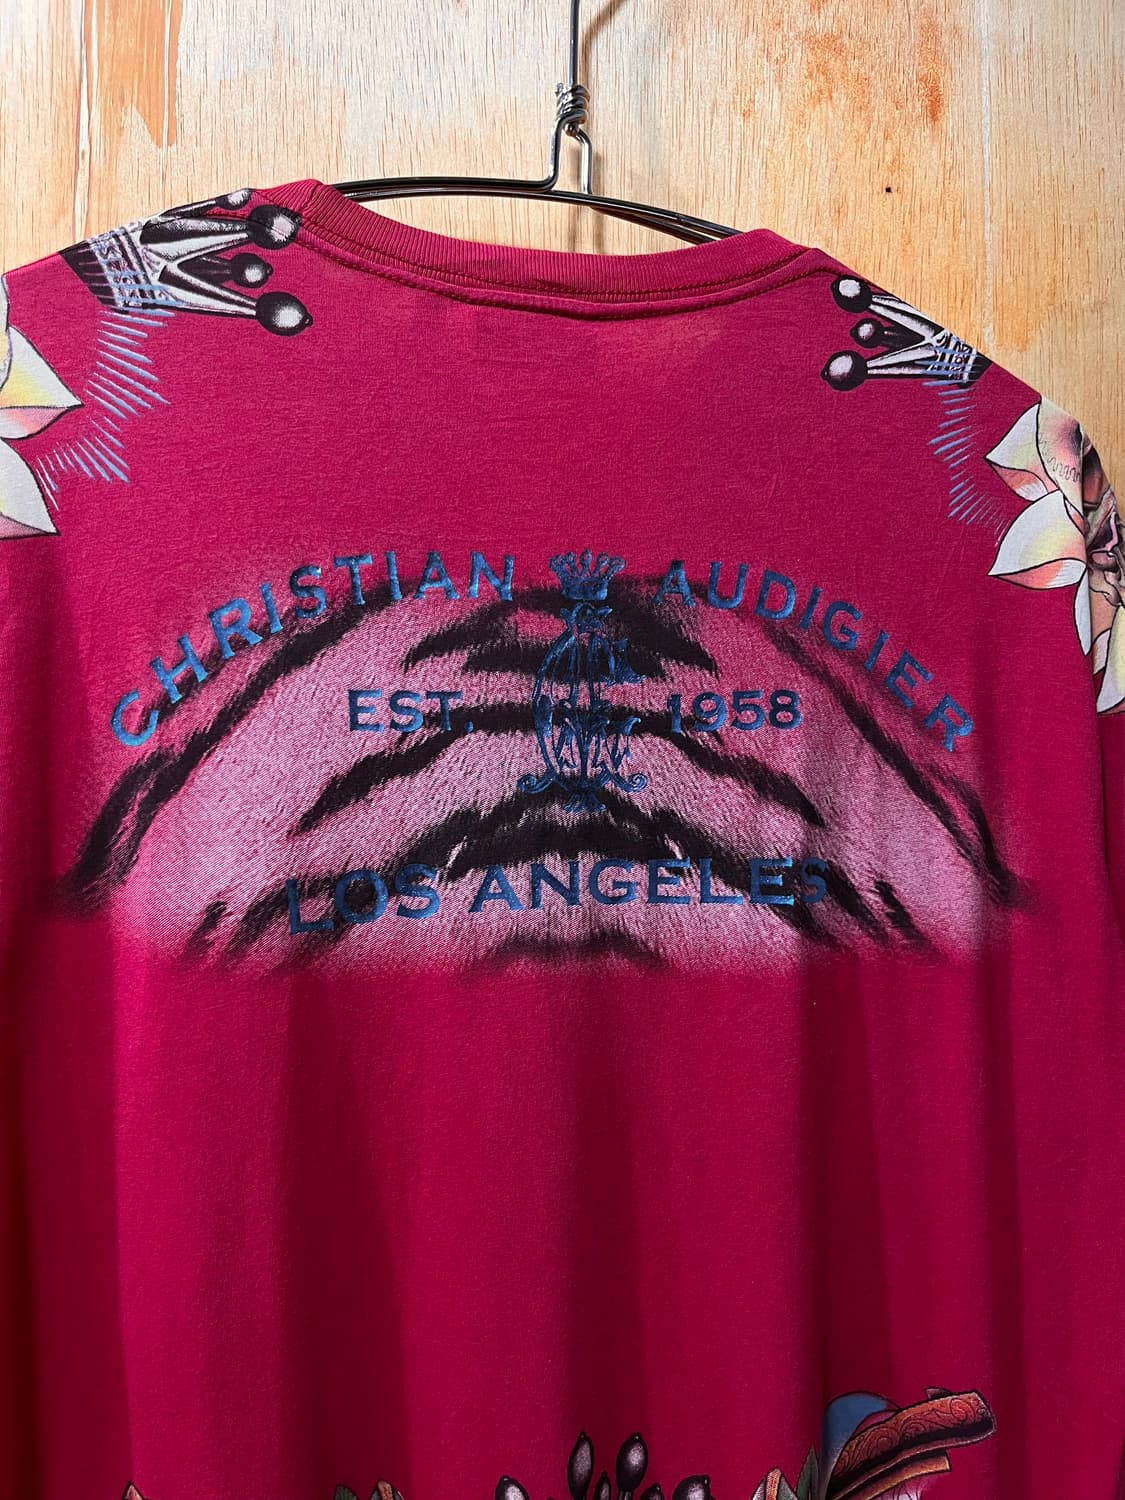 CHRISTIAN AUDIGIER
EST. 1958
LOS ANGELES